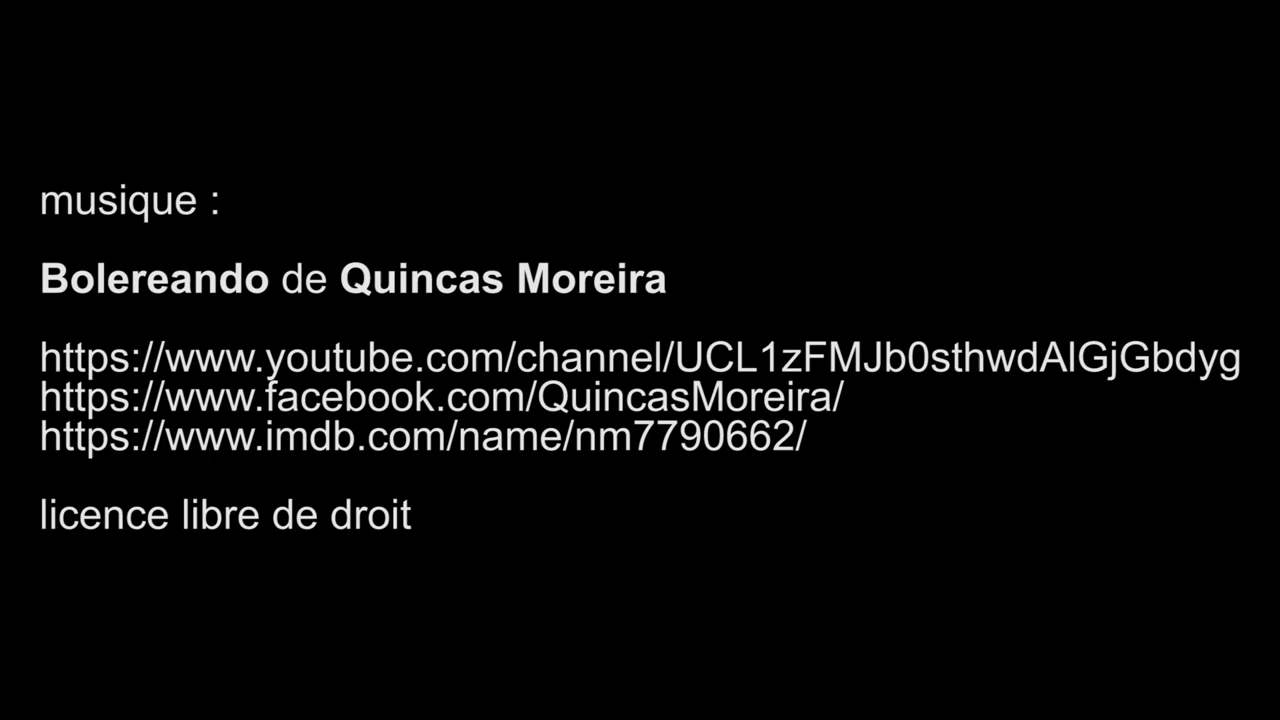 musique :
Bolereando de Quincas Moreira
https://www.youtube.com/channel/UCL1zFMJb0sthwdAlGjGbdyg
https://www.facebook.com/QuincasMoreira/
https://www.imdb.com/name/nm7790662/
licence libre de droit